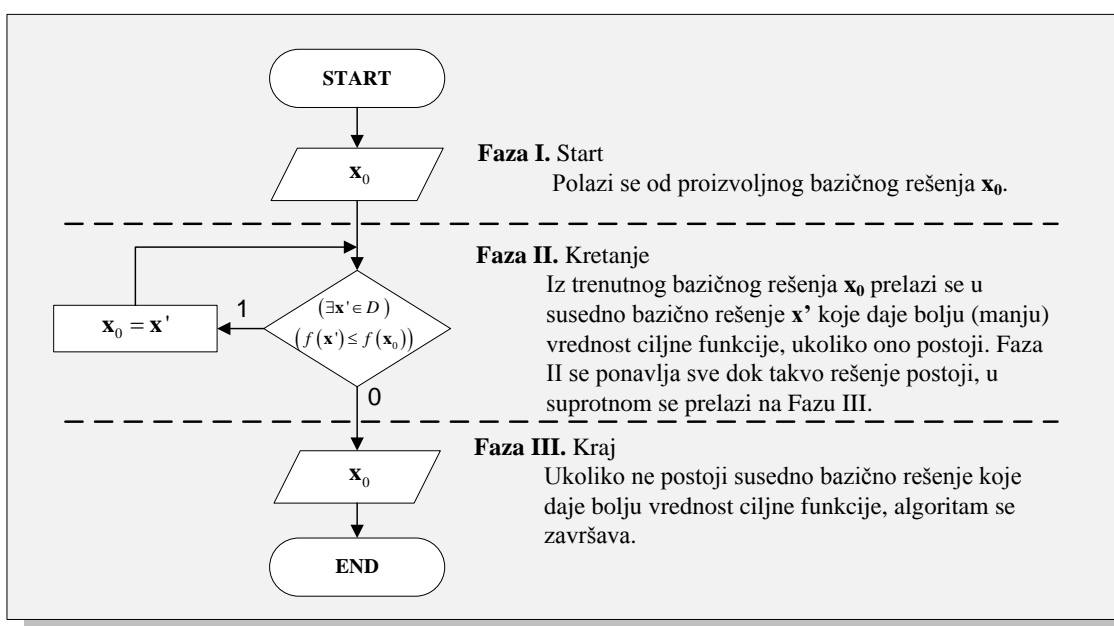 START
x₀
Faza I. Start
Polazi se od proizvoljnog bazičnog rešenja x₀.
Faza II. Kretanje
Iz trenutnog bazičnog rešenja x₀ prelazi se u
susedno bazično rešenje x’ koje daje bolju (manju)
vrednost ciljne funkcije, ukoliko ono postoji. Faza
II se ponavlja sve dok takvo rešenje postoji, u
suprotnom se prelazi na Fazu III.
(∃x' ∈ D)
(f(x') ≤ f(x₀))
1
x₀ = x'
0
Faza III. Kraj
Ukoliko ne postoji susedno bazično rešenje koje
daje bolju vrednost ciljne funkcije, algoritam se
završava.
x₀
END